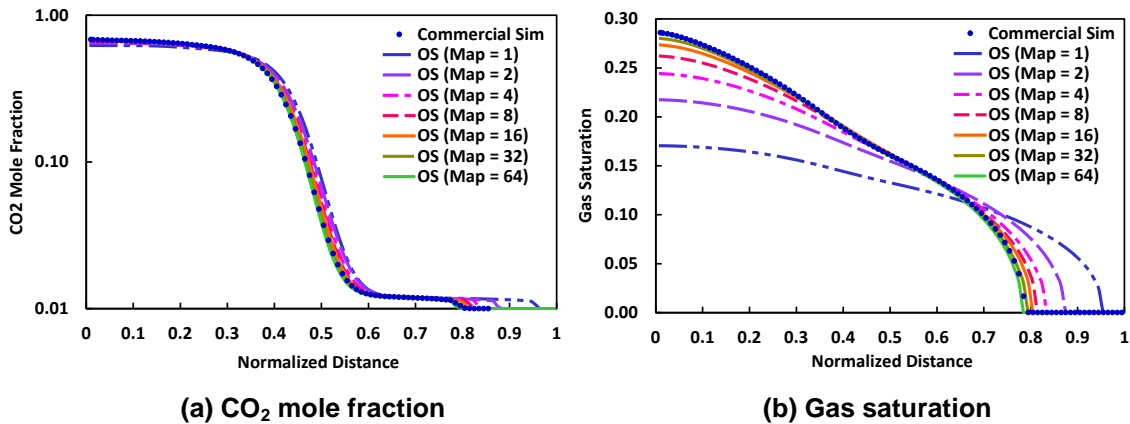 1.00
0.10
0.01
CO2 Mole Fraction
0 0.1 0.2 0.3 0.4 0.5 0.6 0.7 0.8 0.9 1
Normalized Distance
Commercial Sim
OS (Map = 1)
OS (Map = 2)
OS (Map = 4)
OS (Map = 8)
OS (Map = 16)
OS (Map = 32)
OS (Map = 64)
(a) CO₂ mole fraction
0.30
0.25
0.20
0.15
0.10
0.05
0.00
Gas Saturation
0 0.1 0.2 0.3 0.4 0.5 0.6 0.7 0.8 0.9 1
Normalized Distance
Commercial Sim
OS (Map = 1)
OS (Map = 2)
OS (Map = 4)
OS (Map = 8)
OS (Map = 16)
OS (Map = 32)
OS (Map = 64)
(b) Gas saturation